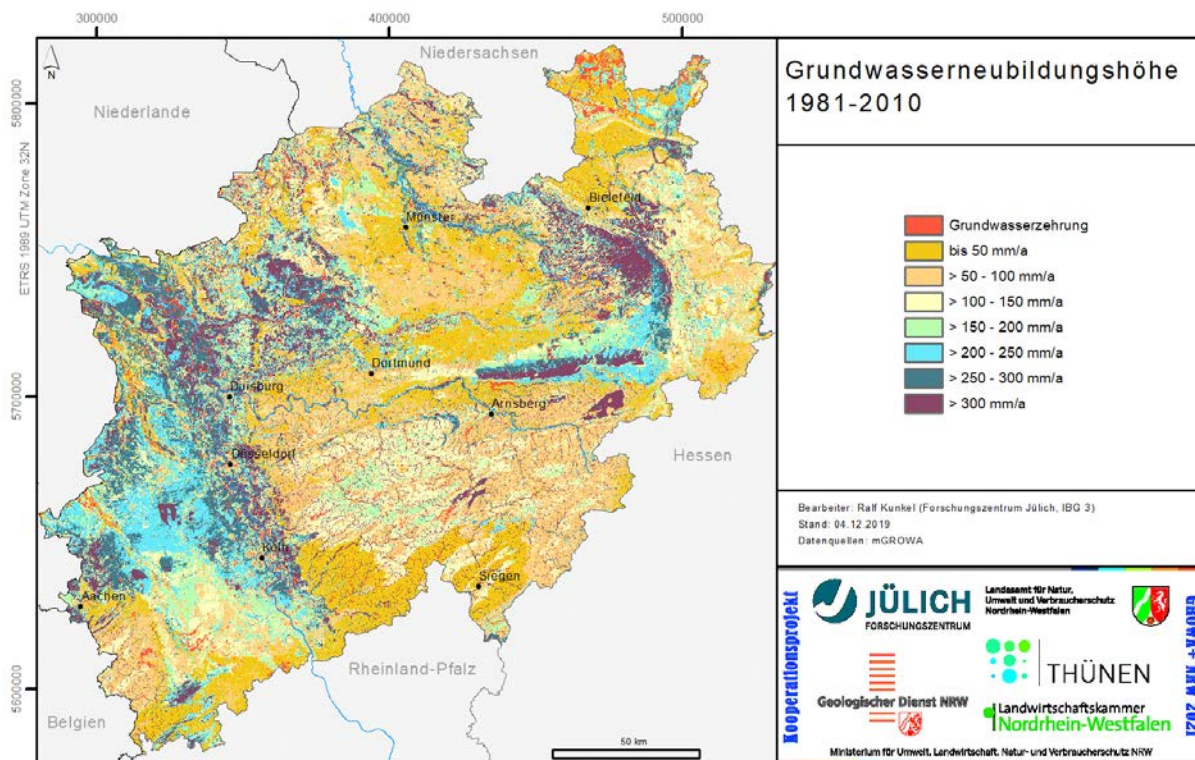 300000
400000
500000
N
Niedersachsen
Niederlande
5800000
ETRS 1989 UTM Zone 32N
Bielefeld
Münster
Dortmund
Duisburg
5700000
Arnsberg
Düsseldorf
Hessen
Köln
Siegen
Aachen
Rheinland-Pfalz
5600000
Belgien
50 km
Grundwasserneubildungshöhe
1981-2010
Grundwasserzehrung
bis 50 mm/a
> 50 - 100 mm/a
> 100 - 150 mm/a
> 150 - 200 mm/a
> 200 - 250 mm/a
> 250 - 300 mm/a
> 300 mm/a
Bearbeiter: Ralf Kunkel (Forschungszentrum Jülich, IBG 3)
Stand: 04.12.2019
Datenquellen: mGROWA
Kooperationsprojekt
JÜLICH
FORSCHUNGSZENTRUM
Landesamt für Natur,
Umwelt und Verbraucherschutz
Nordrhein-Westfalen
THÜNEN
Geologischer Dienst NRW
Landwirtschaftskammer
Nordrhein-Westfalen
GROWA+ NRW 2021
Ministerium für Umwelt, Landwirtschaft, Natur- und Verbraucherschutz NRW